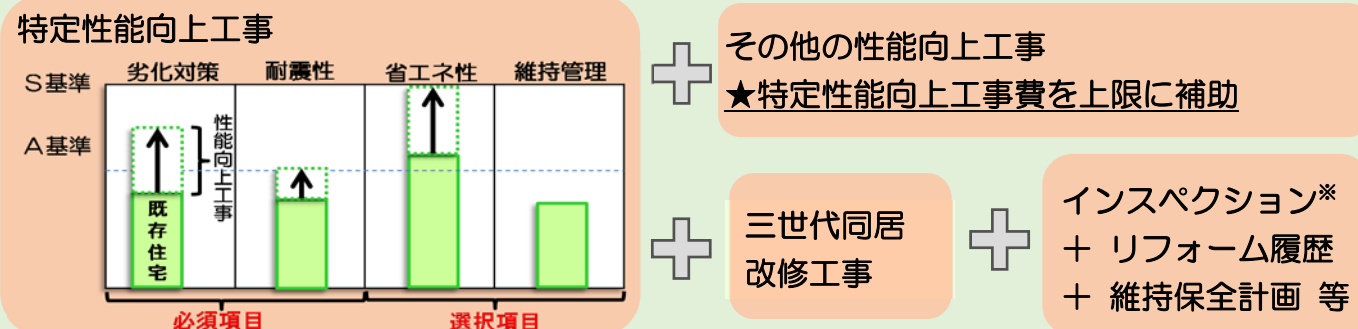 特定性能向上工事
劣化対策 耐震性 省エネ性 維持管理
S基準
A基準
性能向上工事
既存住宅
必須項目 選択項目
その他の性能向上工事
★特定性能向上工事費を上限に補助
三世代同居
改修工事
インスペクション※
＋ リフォーム履歴
＋ 維持保全計画 等